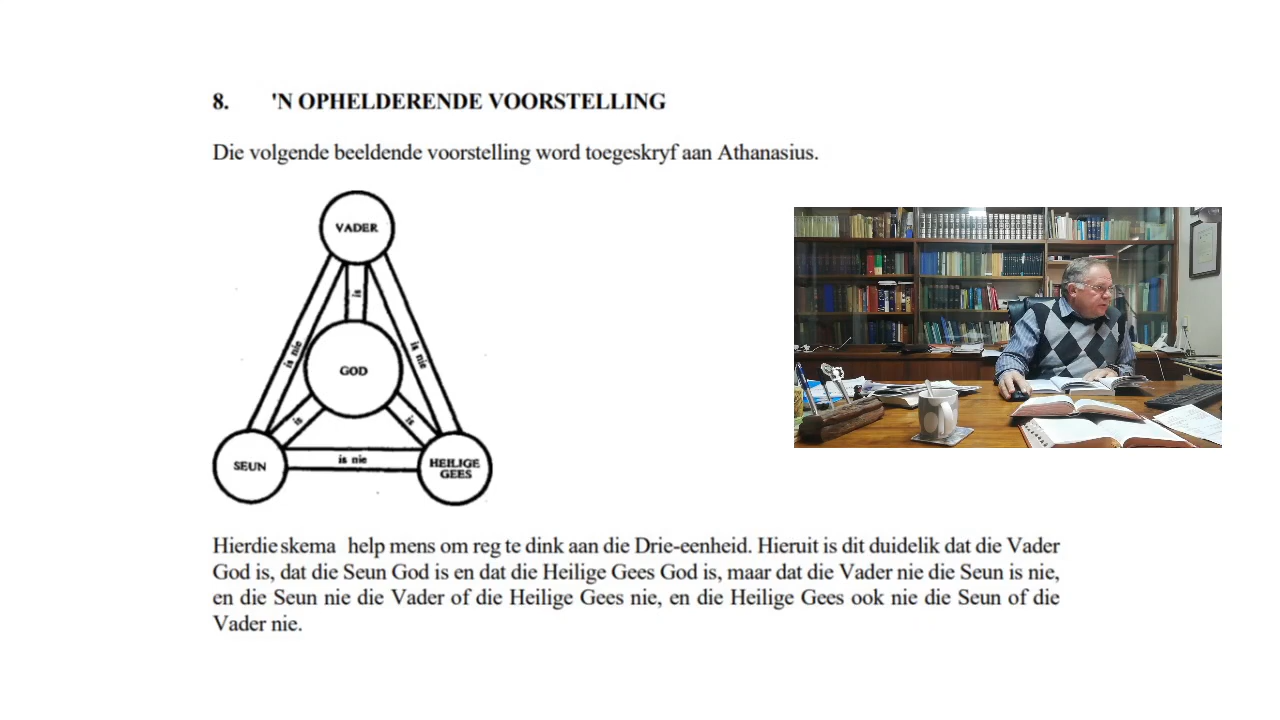 8. 'N OPHELDERENDE VOORSTELLING
Die volgende beeldende voorstelling word toegeskryf aan Athanasius.
VADER
is
is nie
is nie
GOD
is
is
SEUN
is nie
HEILIGE
GEES
Hierdie skema help mens om reg te dink aan die Drie-eenheid. Hieruit is dit duidelik dat die Vader
God is, dat die Seun God is en dat die Heilige Gees God is, maar dat die Vader nie die Seun is nie,
en die Seun nie die Vader of die Heilige Gees nie, en die Heilige Gees ook nie die Seun of die
Vader nie.